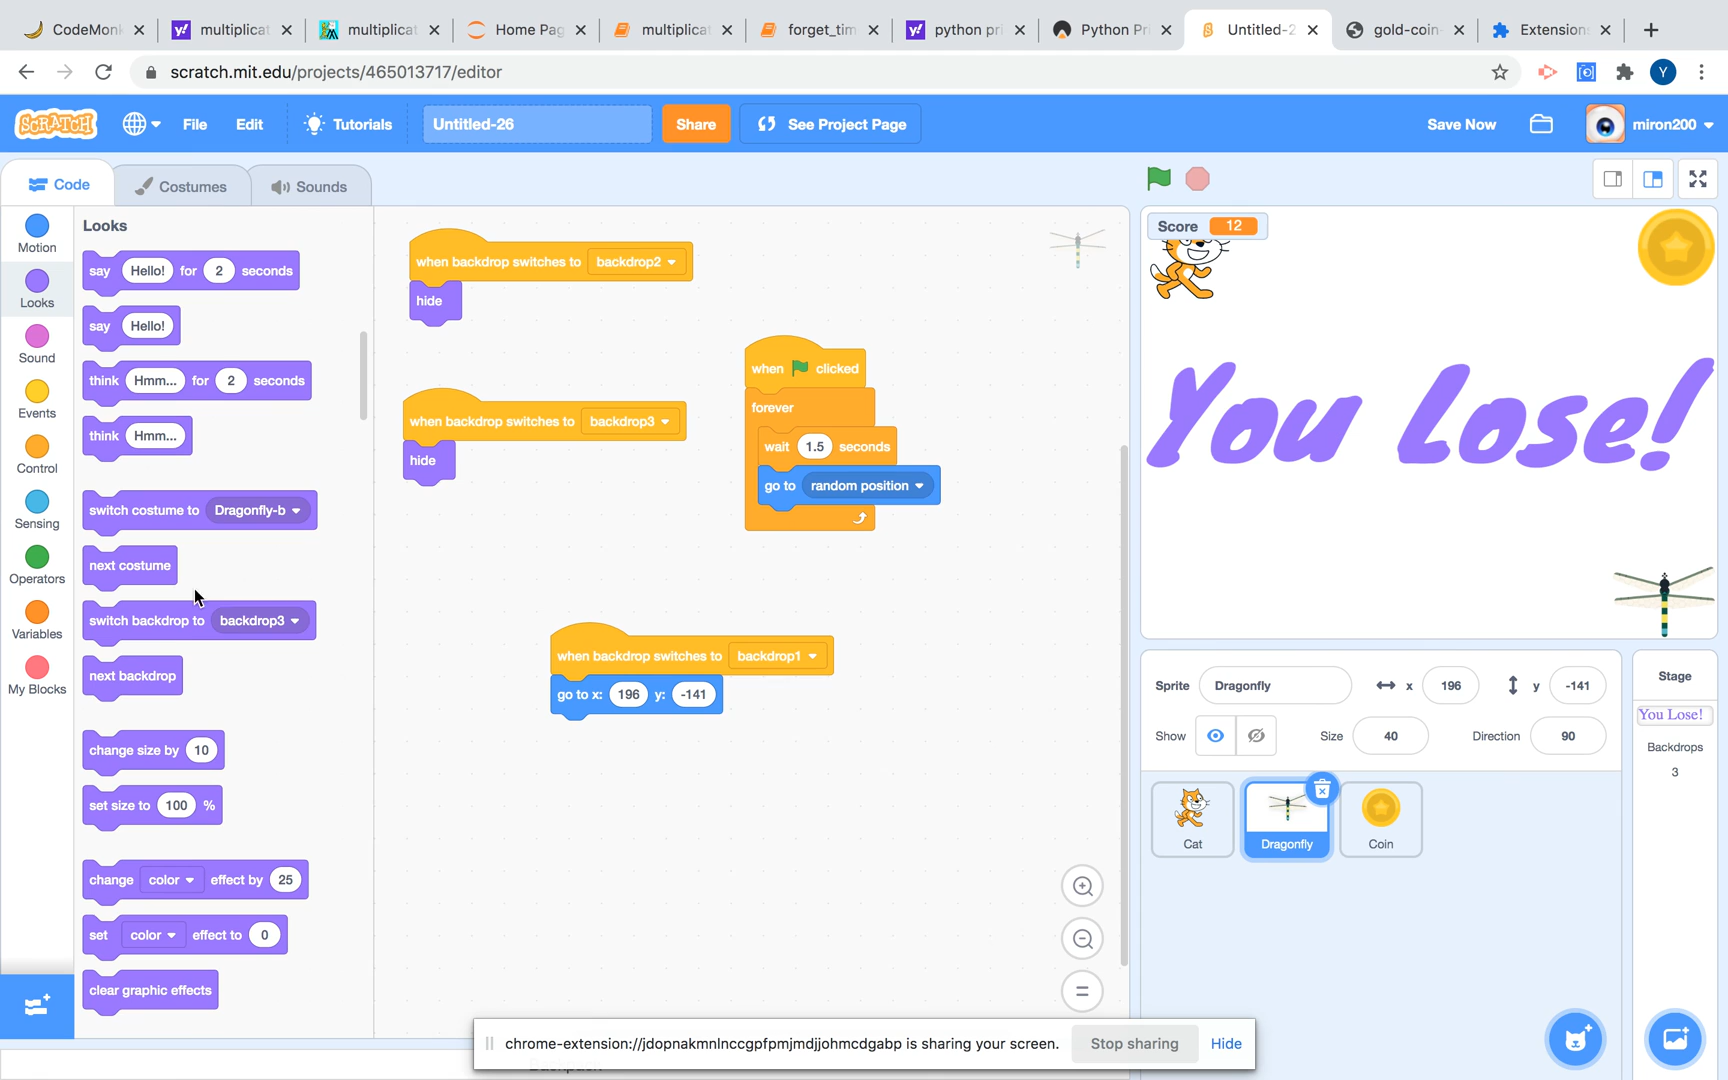 CodeMonk
multiplicat
multiplicat
Home Pag
multiplicat
forget_tim
python pri
Python Pri
Untitled-2
gold-coin-
Extension
scratch.mit.edu/projects/465013717/editor
Y
SCRATCH
File
Edit
Tutorials
Untitled-26
Share
See Project Page
Save Now
miron200
Code
Costumes
Sounds
Motion
Looks
Sound
Events
Control
Sensing
Operators
Variables
My Blocks
Looks
say Hello! for 2 seconds
say Hello!
think Hmm... for 2 seconds
think Hmm...
switch costume to Dragonfly-b
next costume
switch backdrop to backdrop3
next backdrop
change size by 10
set size to 100 %
change color effect by 25
set color effect to 0
clear graphic effects
when backdrop switches to backdrop2
hide
when backdrop switches to backdrop3
hide
when clicked
forever
wait 1.5 seconds
go to random position
when backdrop switches to backdrop1
go to x: 196 y: -141
Score 12
You Lose!
Sprite Dragonfly x 196 y -141
Show Size 40 Direction 90
Cat
Dragonfly
Coin
Stage
You Lose!
Backdrops
3
chrome-extension://jdopnakmnlnccgpfpmjmdjjohmcdgabp is sharing your screen.
Stop sharing
Hide